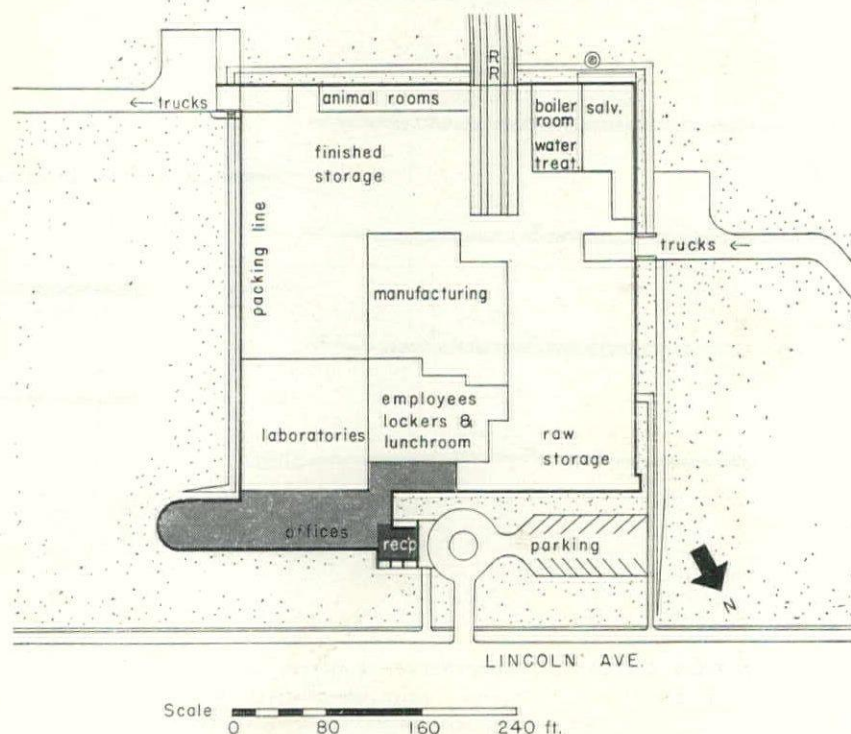 R
R
← trucks
animal rooms
boiler
room
salv.
water
treat.
finished
storage
packing line
trucks ←
manufacturing
employees
lockers &
lunchroom
laboratories
raw
storage
offices
rec'p
parking
N
LINCOLN AVE.
Scale
0 80 160 240 ft.